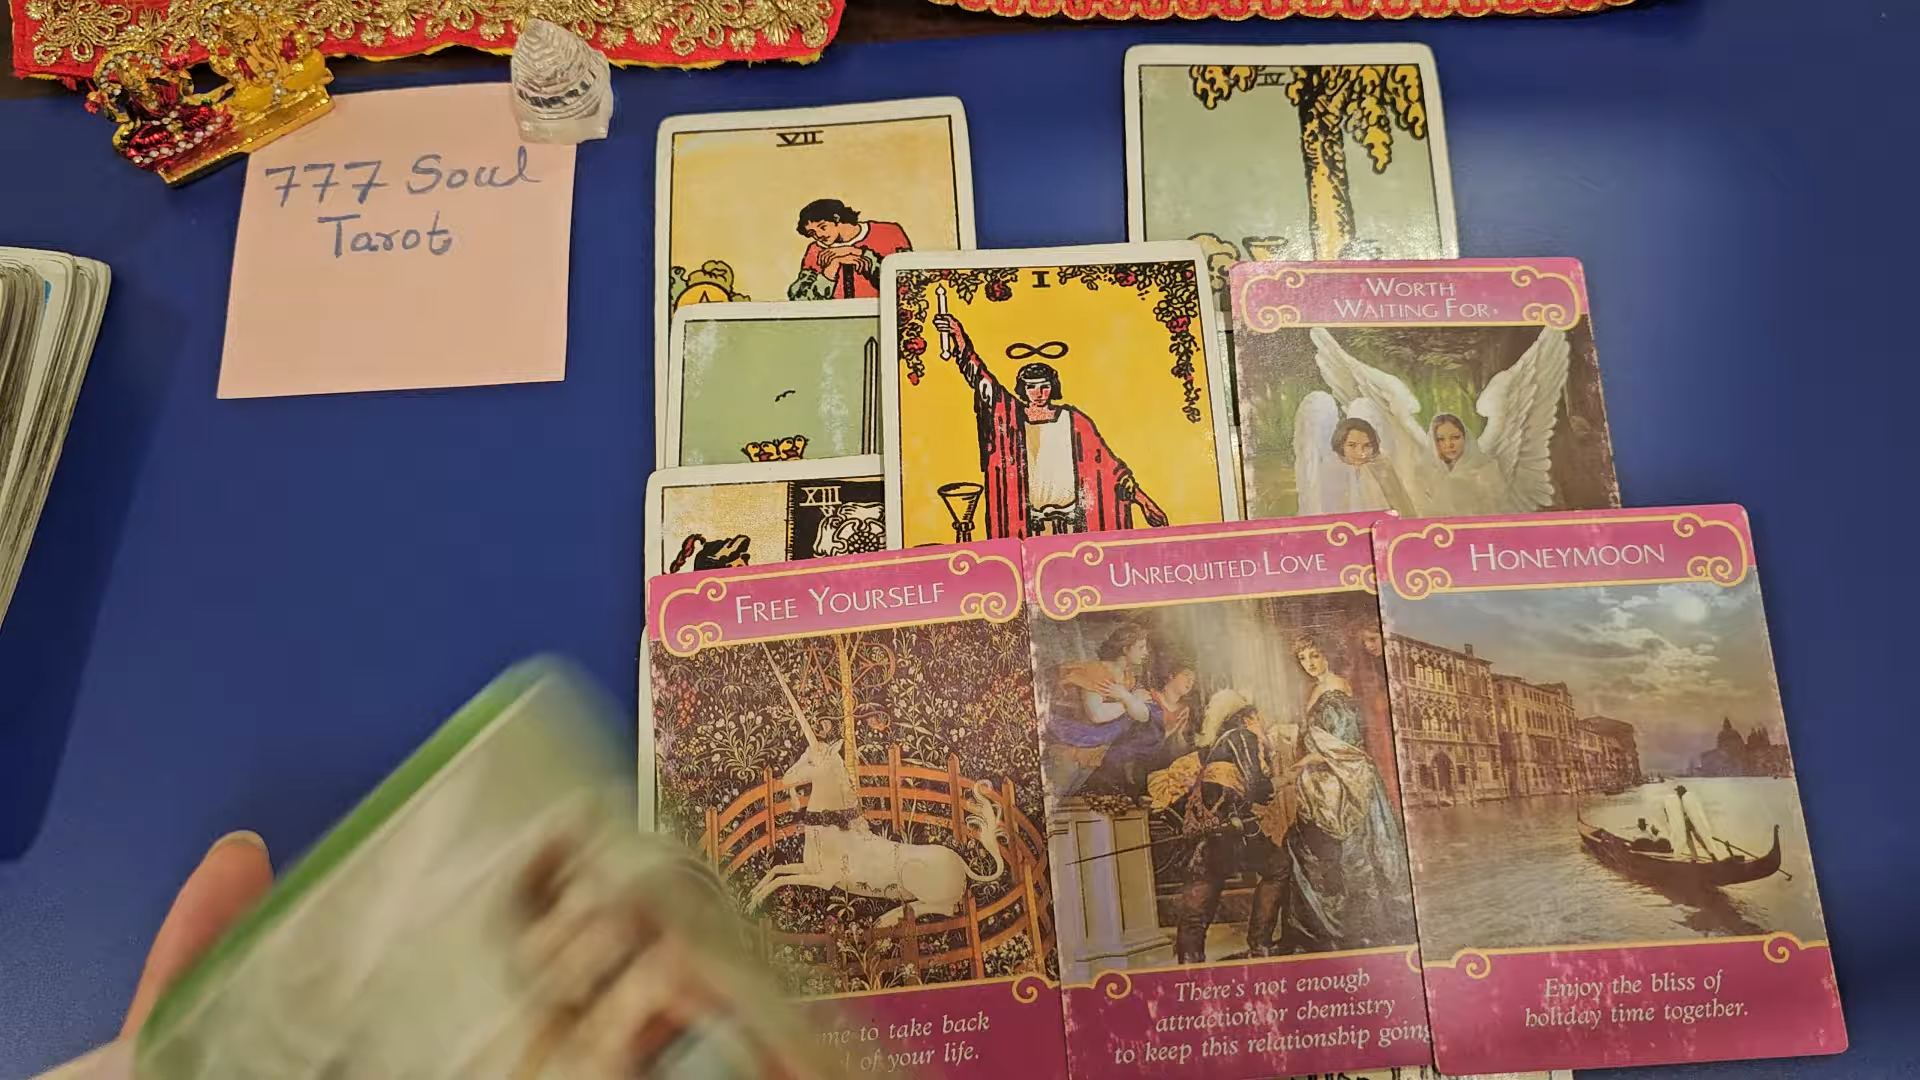 777 Soul
Tarot
VII
IV
I
WORTH
WAITING FOR
XIII
FREE YOURSELF
UNREQUITED LOVE
HONEYMOON
to take back
of your life.
There's not enough
attraction or chemistry
to keep this relationship going
Enjoy the bliss of
holiday time together.